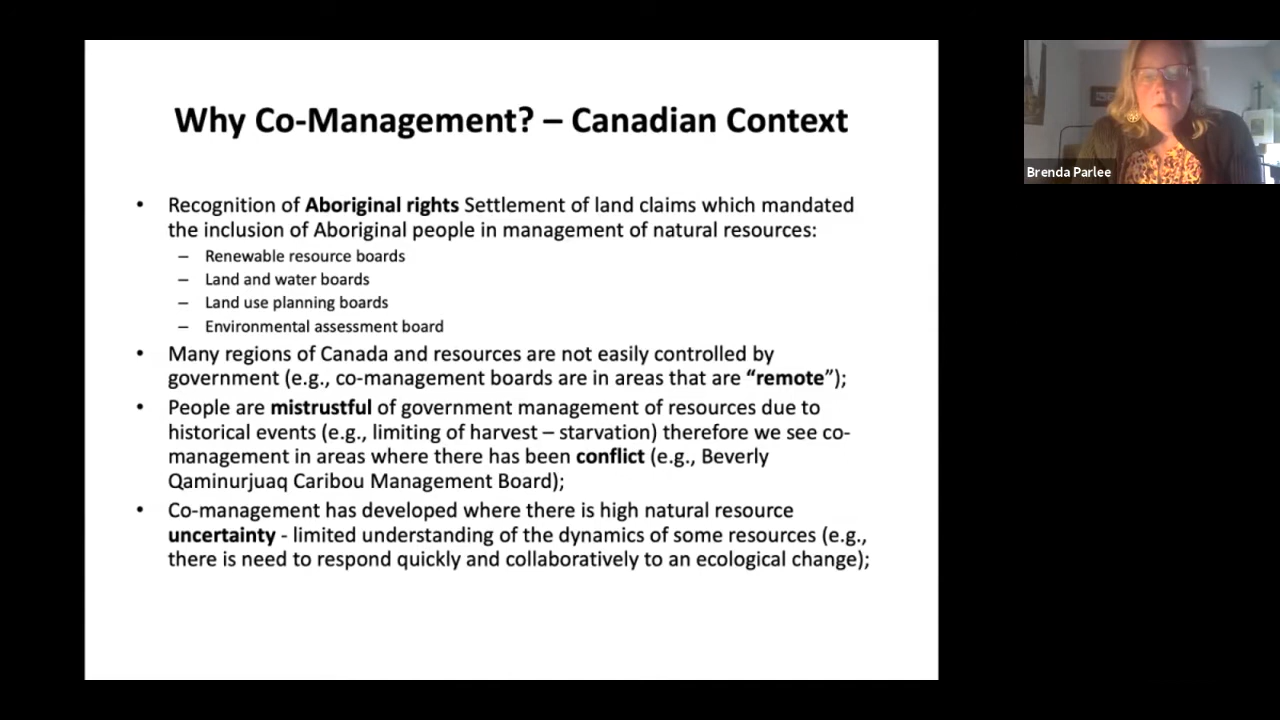 Why Co-Management? – Canadian Context
• Recognition of Aboriginal rights Settlement of land claims which mandated
the inclusion of Aboriginal people in management of natural resources:
– Renewable resource boards
– Land and water boards
– Land use planning boards
– Environmental assessment board
• Many regions of Canada and resources are not easily controlled by
government (e.g., co-management boards are in areas that are “remote”);
• People are mistrustful of government management of resources due to
historical events (e.g., limiting of harvest – starvation) therefore we see co-
management in areas where there has been conflict (e.g., Beverly
Qaminurjuaq Caribou Management Board);
• Co-management has developed where there is high natural resource
uncertainty - limited understanding of the dynamics of some resources (e.g.,
there is need to respond quickly and collaboratively to an ecological change);
Brenda Parlee